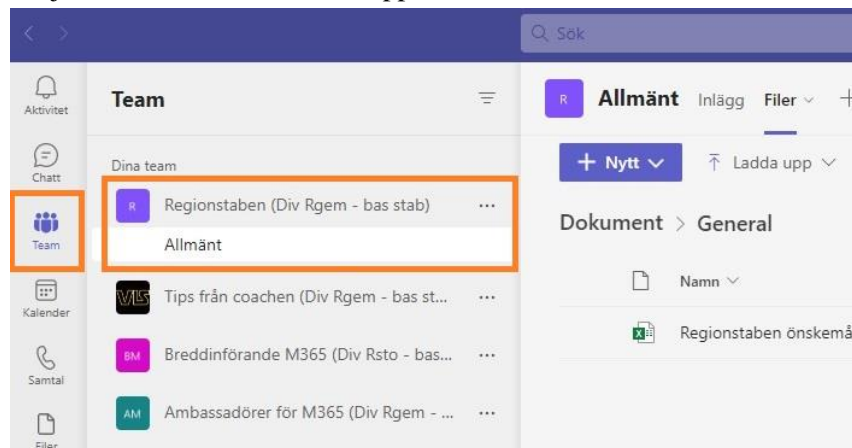 Sök
Aktivitet
Chatt
Team
Kalender
Samtal
Filer
Team
Dina team
R Regionstaben (Div Rgem - bas stab) ...
Allmänt
VLS Tips från coachen (Div Rgem - bas st... ...
BM Breddinförande M365 (Div Rsto - bas... ...
AM Ambassadörer för M365 (Div Rgem - ... ...
R Allmänt Inlägg Filer +
+ Nytt Ladda upp
Dokument > General
Namn
Regionstaben